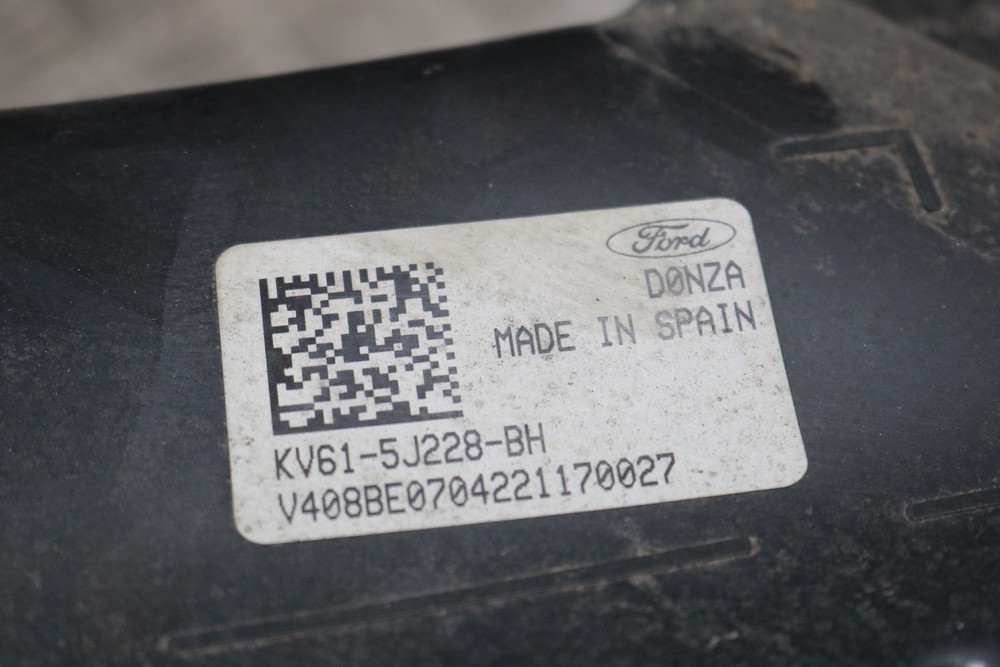 Ford
D0NZA
MADE IN SPAIN
KV61-5J228-BH
V408BE0704221170027